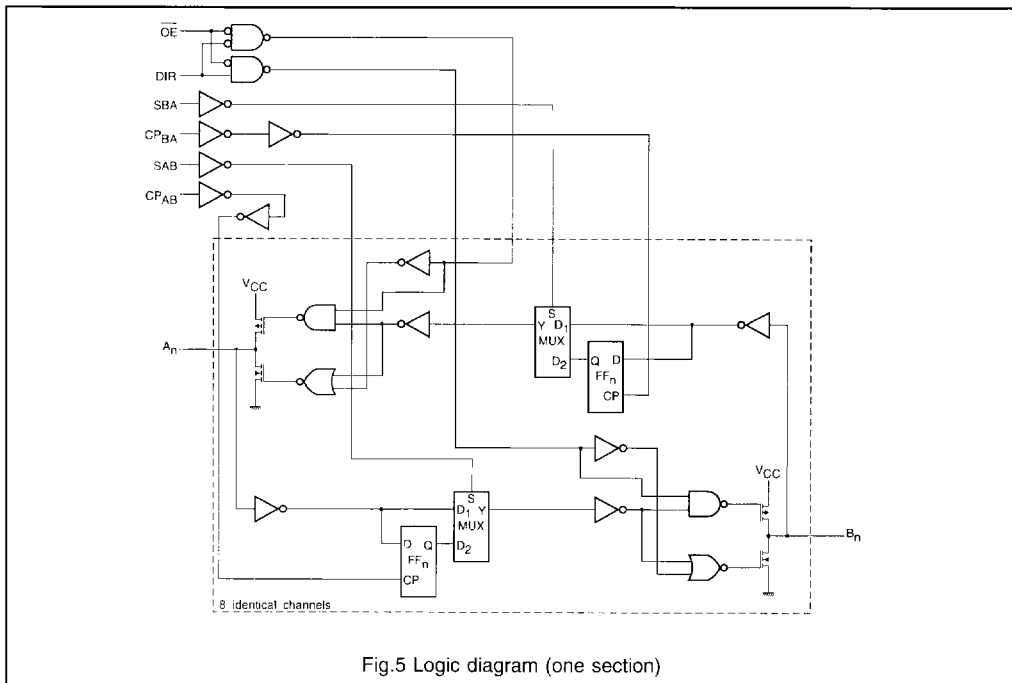 OE
DIR
SBA
CPBA
SAB
CPAB
VCC
An
S
Y D1
MUX
D2
Q D
FFn
CP
S
D1 Y
MUX
D2
D Q
FFn
CP
VCC
Bn
8 identical channels
Fig.5 Logic diagram (one section)